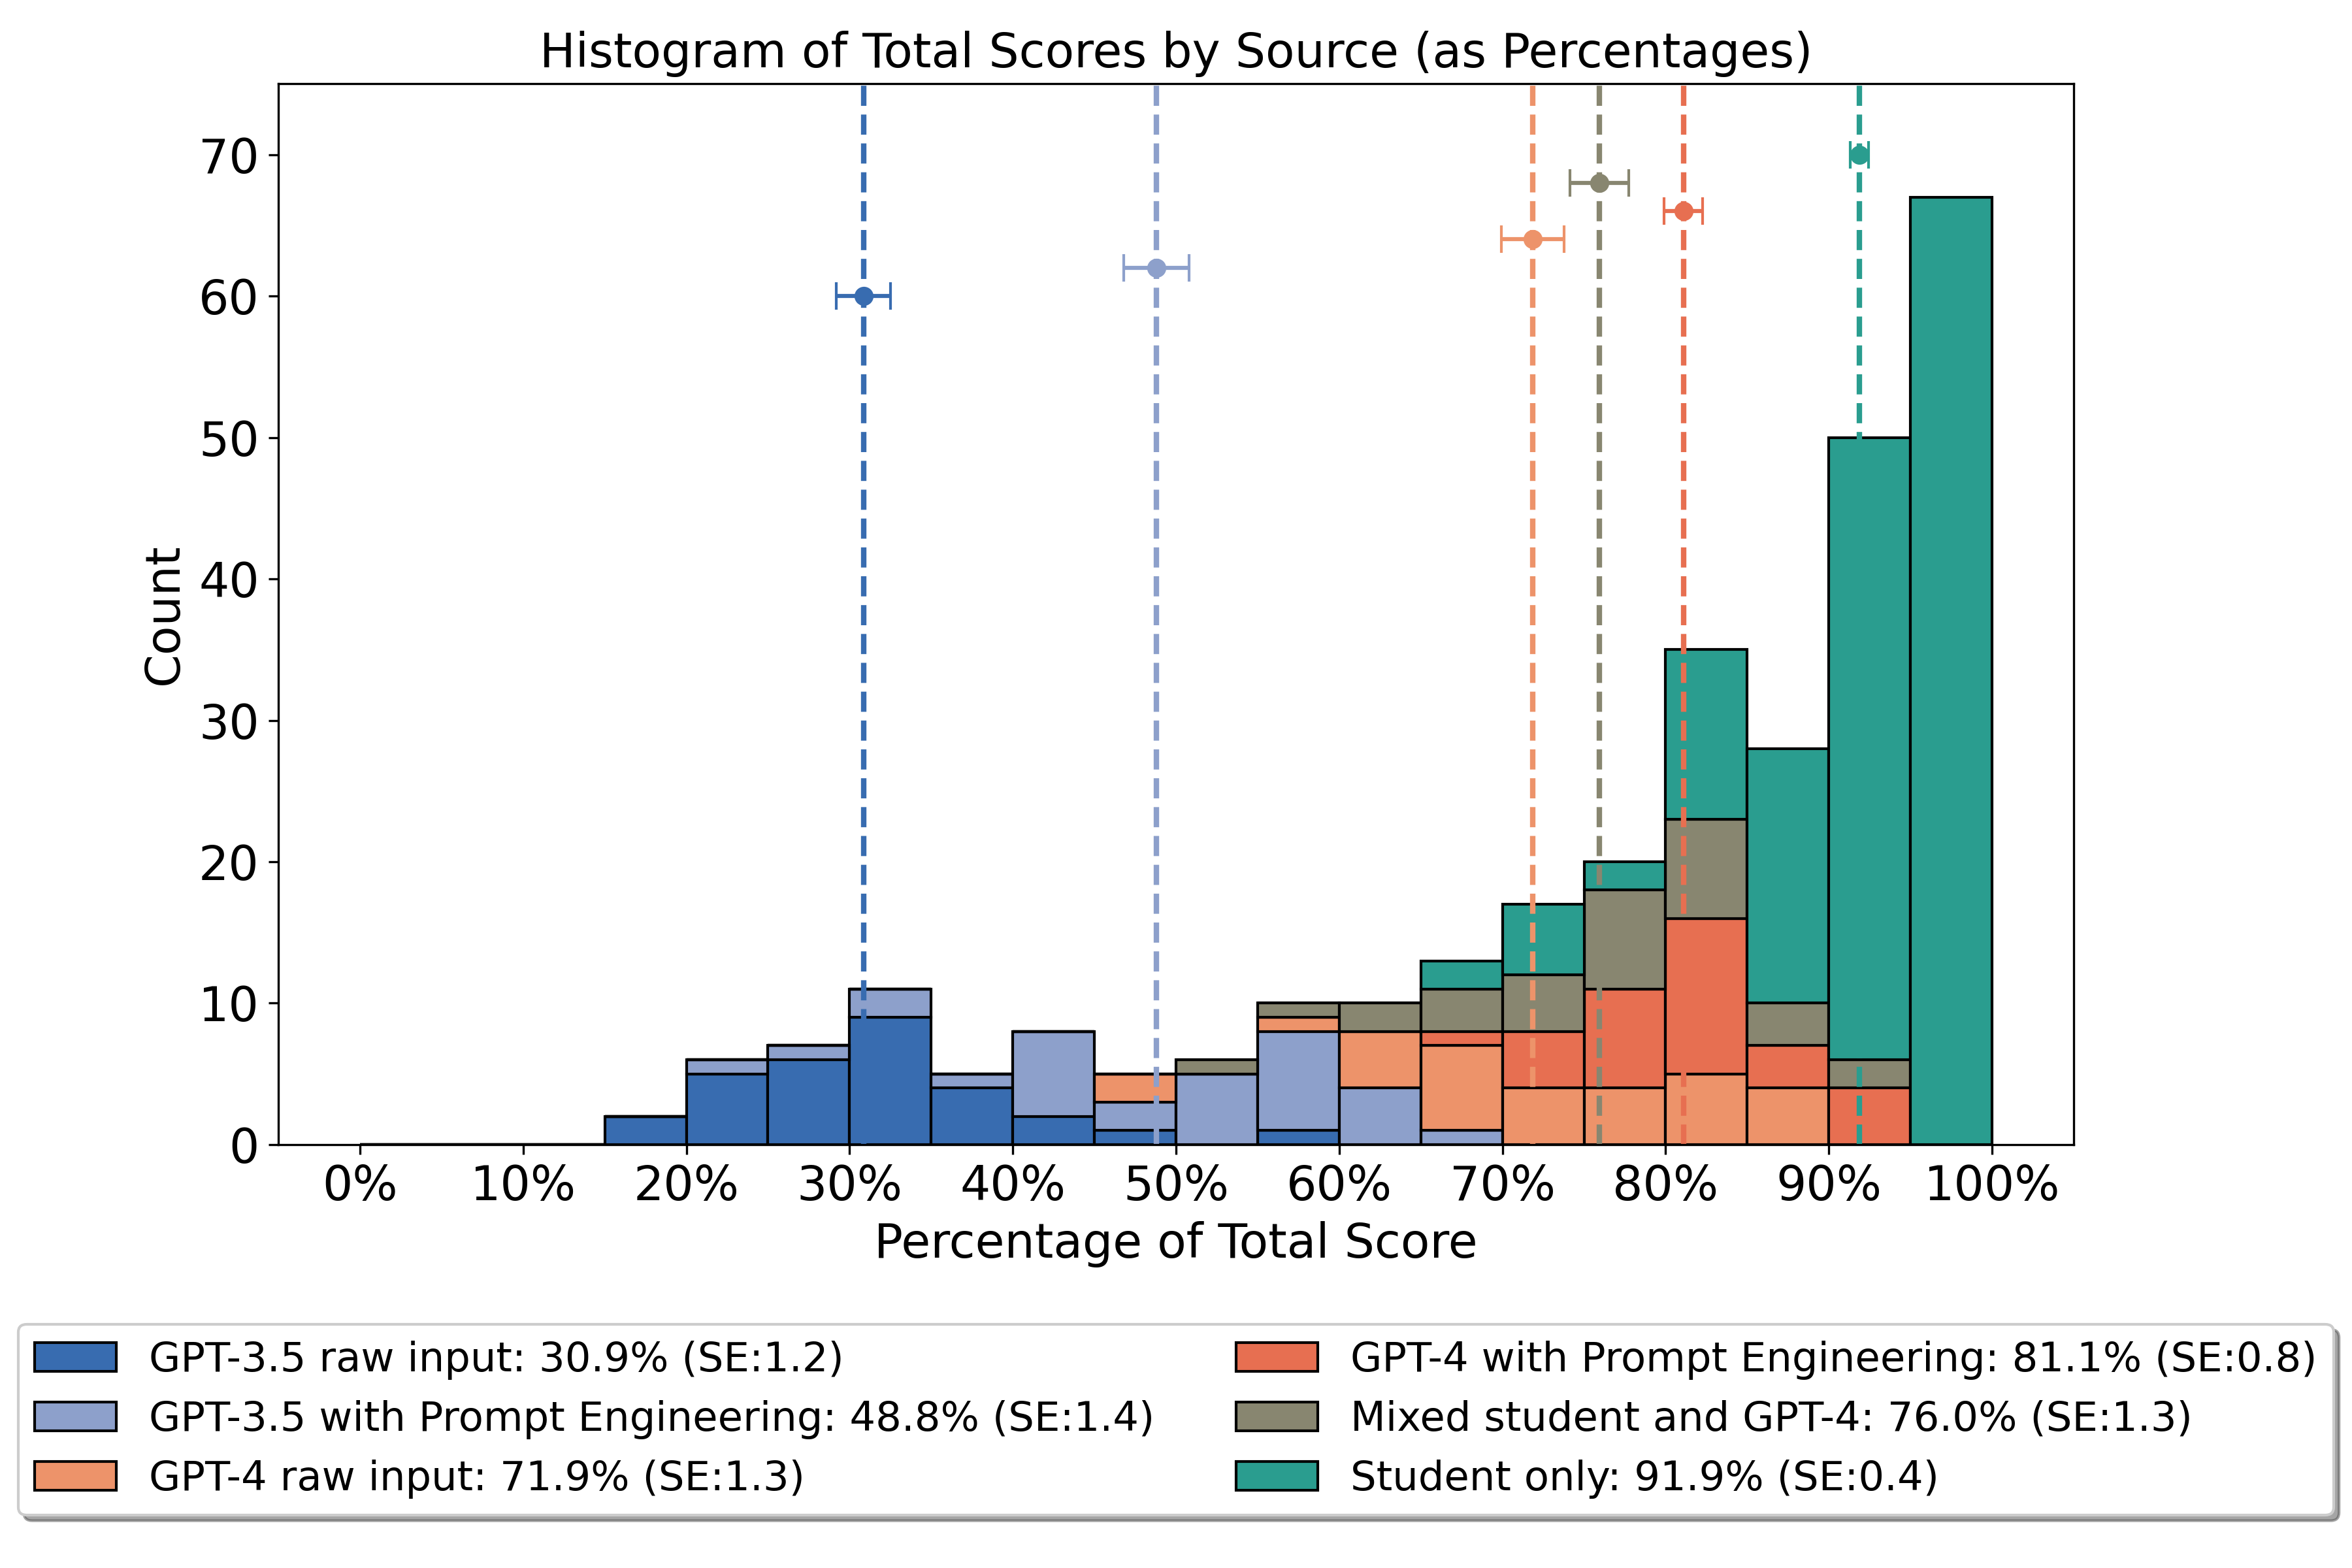 Histogram of Total Scores by Source (as Percentages)
Count
70
60
50
40
30
20
10
0
0% 10% 20% 30% 40% 50% 60% 70% 80% 90% 100%
Percentage of Total Score
GPT-3.5 raw input: 30.9% (SE:1.2)
GPT-3.5 with Prompt Engineering: 48.8% (SE:1.4)
GPT-4 raw input: 71.9% (SE:1.3)
GPT-4 with Prompt Engineering: 81.1% (SE:0.8)
Mixed student and GPT-4: 76.0% (SE:1.3)
Student only: 91.9% (SE:0.4)